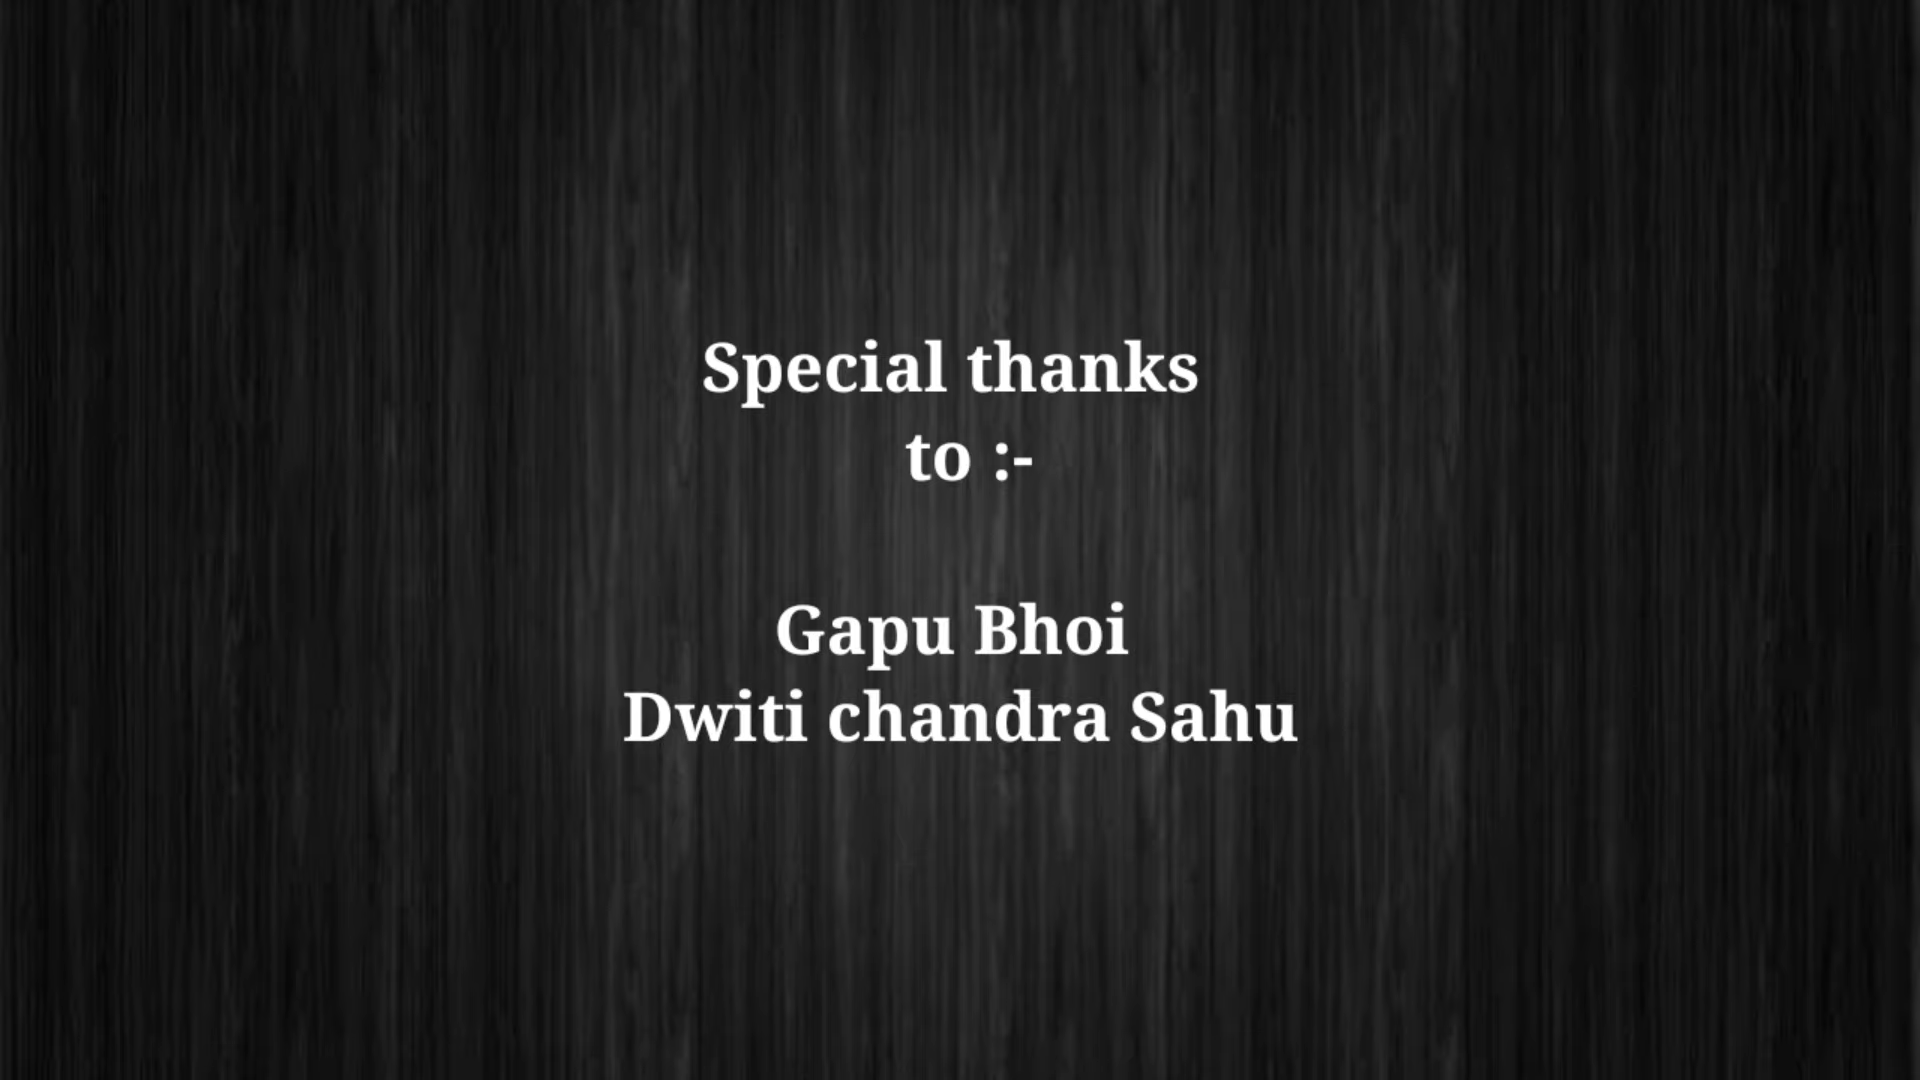 Special thanks
to :-
Gapu Bhoi
Dwiti chandra Sahu